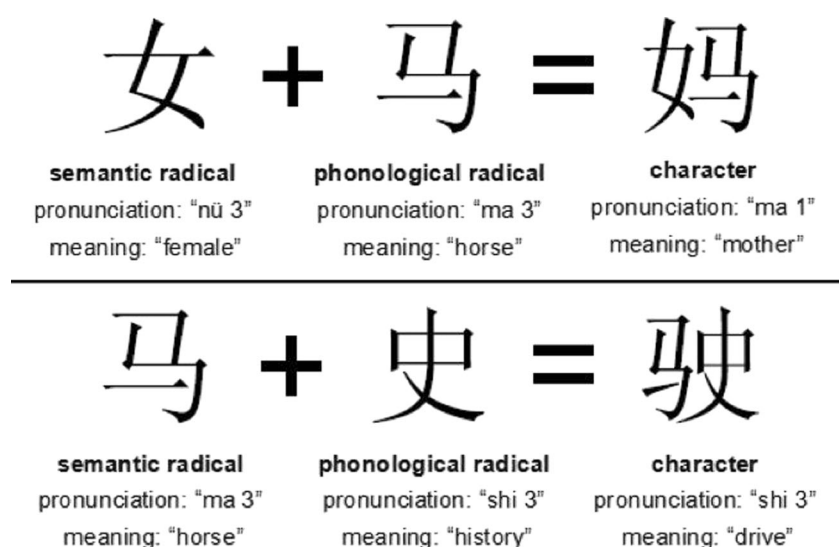 女 + 马 = 妈
semantic radical phonological radical character
pronunciation: “nü 3” pronunciation: “ma 3” pronunciation: “ma 1”
meaning: “female” meaning: “horse” meaning: “mother”
马 + 史 = 驶
semantic radical phonological radical character
pronunciation: “ma 3” pronunciation: “shi 3” pronunciation: “shi 3”
meaning: “horse” meaning: “history” meaning: “drive”